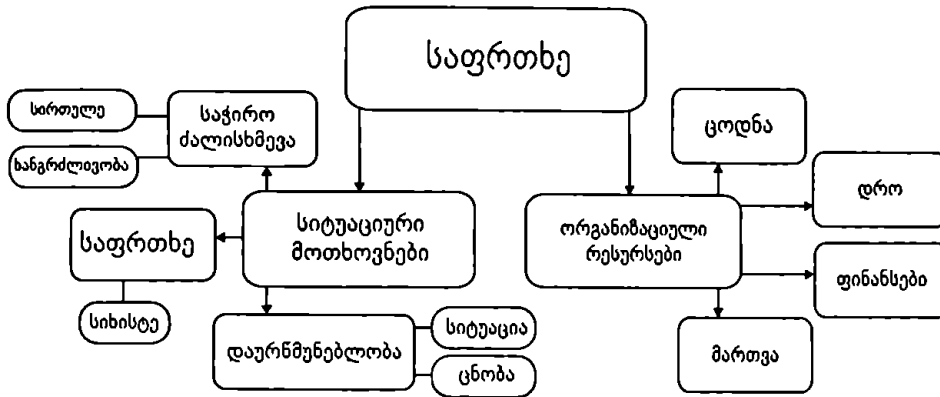 საფრთხე
სირთულე
ხანგრძლივობა
საჭირო
ძალისხმევა
ცოდნა
დრო
სიტუაციური
მოთხოვნები
ორგანიზაციული
რესურსები
საფრთხე
ფინანსები
სიხისტე
დაურწმუნებლობა
სიტუაცია
ცნობა
მართვა